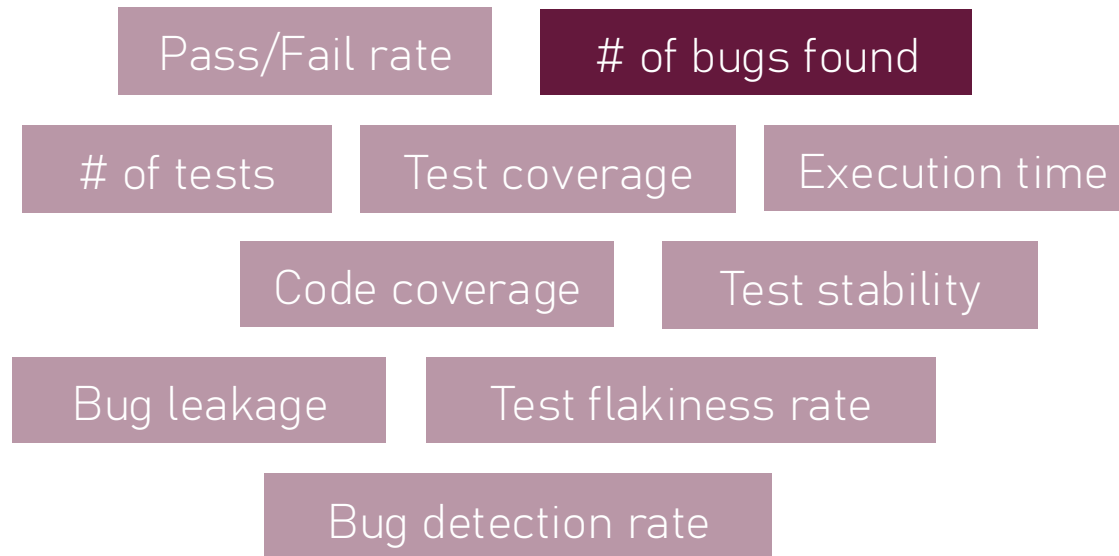 Pass/Fail rate
# of bugs found
# of tests
Test coverage
Execution time
Code coverage
Test stability
Bug leakage
Test flakiness rate
Bug detection rate